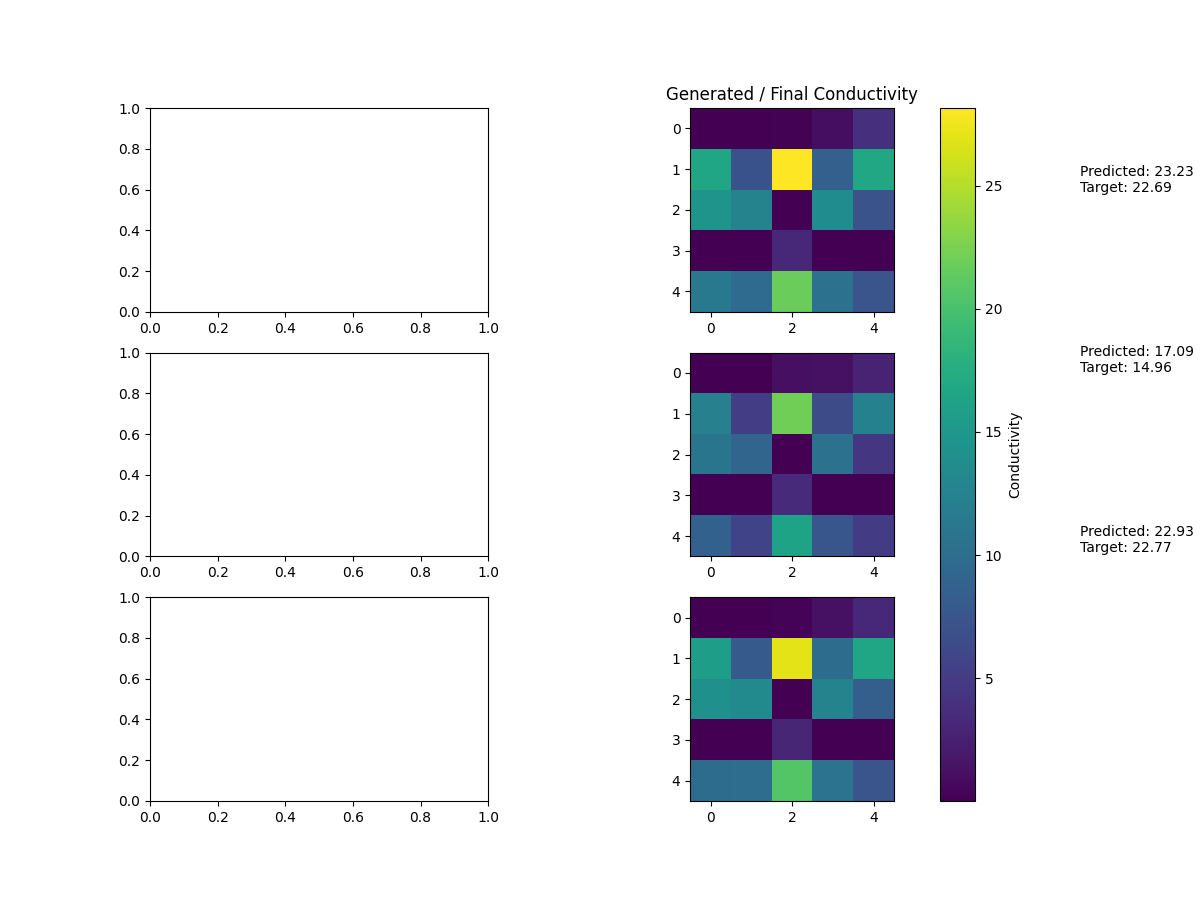 Generated / Final Conductivity
1.0
0.8
0.6
0.4
0.2
0.0
0.0 0.2 0.4 0.6 0.8 1.0
0
1
2
3
4
0 2 4
Predicted: 23.23
Target: 22.69
1.0
0.8
0.6
0.4
0.2
0.0
0.0 0.2 0.4 0.6 0.8 1.0
0
1
2
3
4
0 2 4
Predicted: 17.09
Target: 14.96
1.0
0.8
0.6
0.4
0.2
0.0
0.0 0.2 0.4 0.6 0.8 1.0
0
1
2
3
4
0 2 4
Predicted: 22.93
Target: 22.77
25
20
15
10
5
Conductivity